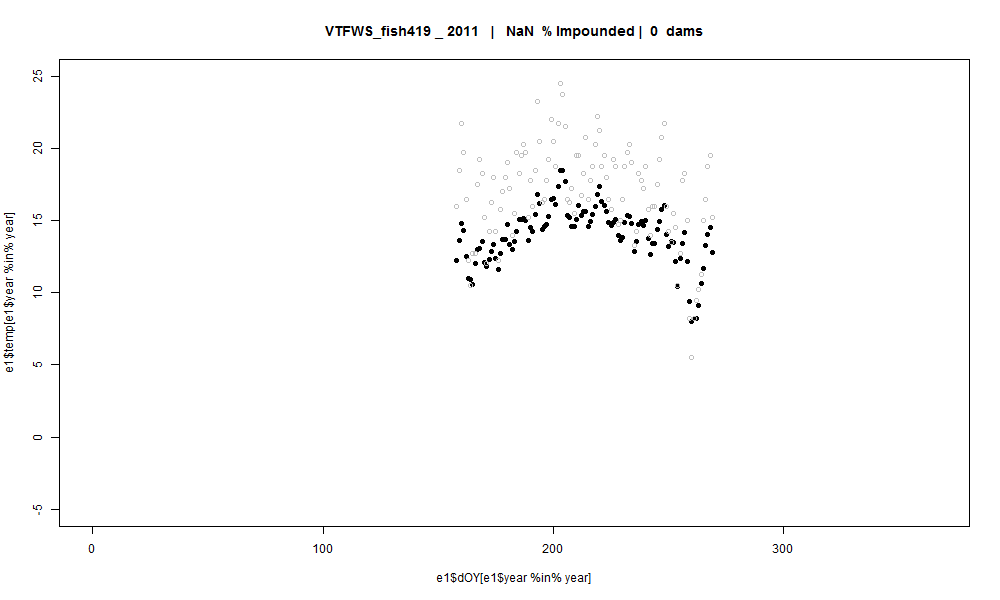 VTFWS_fish419 _ 2011 | NaN % Impounded | 0 dams
e1$temp[e1$year %in% year]
25
20
15
10
5
0
-5
0 100 200 300
e1$dOY[e1$year %in% year]